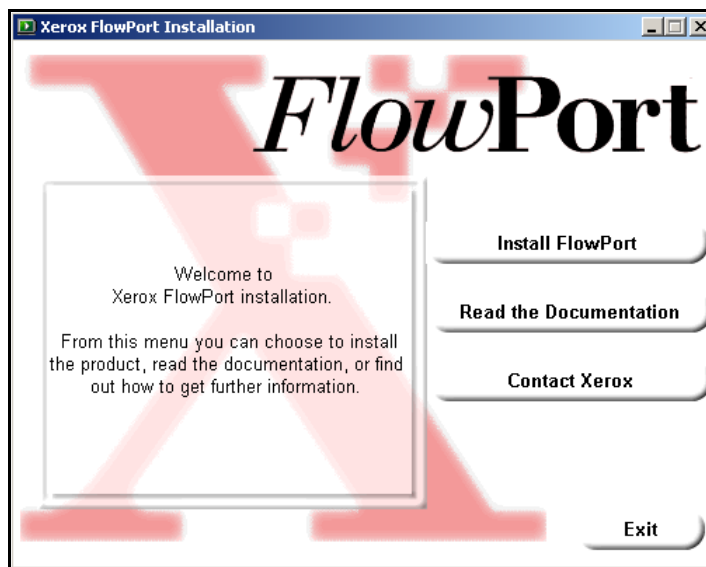 Xerox FlowPort Installation
FlowPort
Welcome to
Xerox FlowPort installation.
From this menu you can choose to install
the product, read the documentation, or find
out how to get further information.
Install FlowPort
Read the Documentation
Contact Xerox
Exit